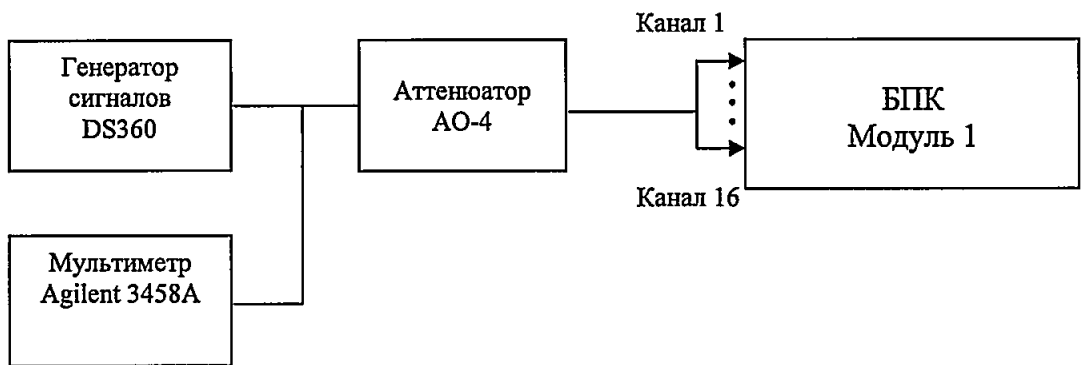 Канал 1
Генератор
сигналов
DS360
Аттенюатор
АО-4
БПК
Модуль 1
Канал 16
Мультиметр
Agilent 3458A